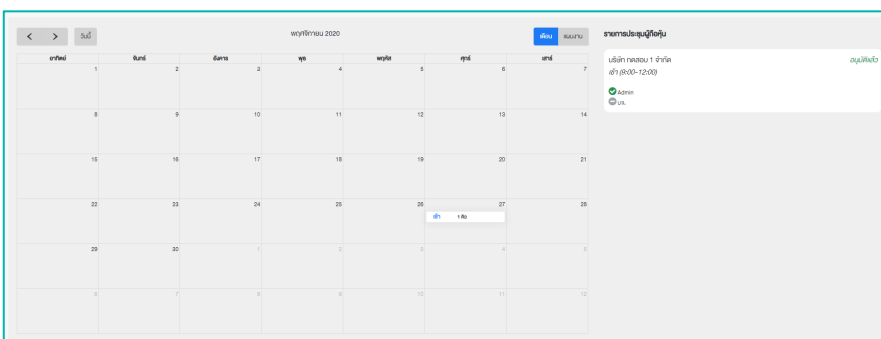 วันนี้
พฤศจิกายน 2020
เดือน แผนงาน
อาทิตย์ จันทร์ อังคาร พุธ พฤหัส ศุกร์ เสาร์
1 2 3 4 5 6 7
8 9 10 11 12 13 14
15 16 17 18 19 20 21
22 23 24 25 26 27 28
เช้า 1 คิว
29 30 1 2 3 4 5
6 7 8 9 10 11 12
รายการประชุมผู้ถือหุ้น
บริษัท ทดสอบ 1 จำกัด อนุมัติแล้ว
เช้า (9:00-12:00)
Admin
บจ.